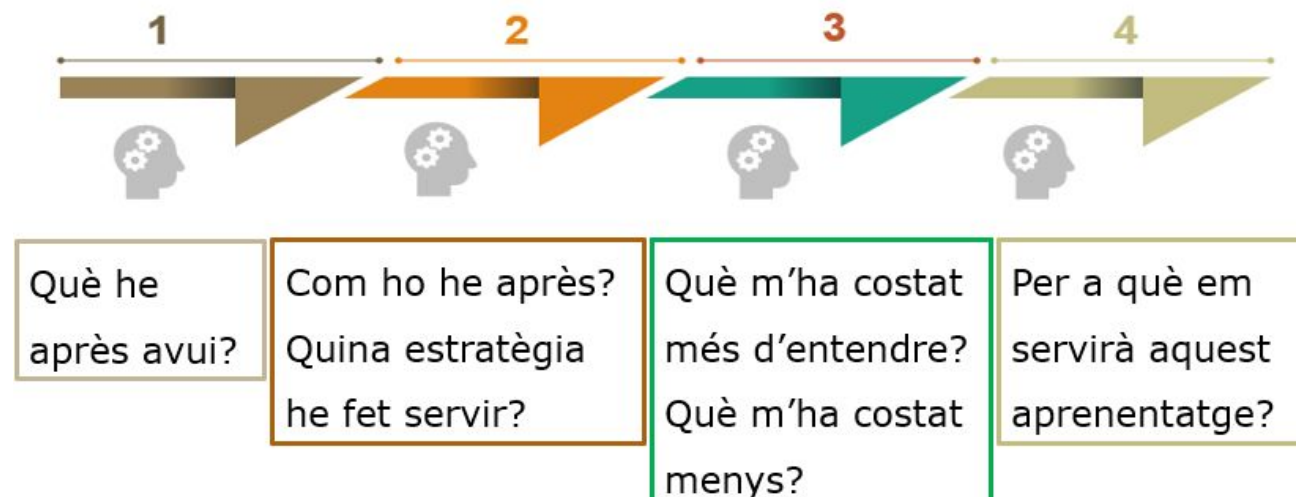 1
2
3
4
Què he
après avui?
Com ho he après?
Quina estratègia
he fet servir?
Què m’ha costat
més d’entendre?
Què m’ha costat
menys?
Per a què em
servirà aquest
aprenentatge?